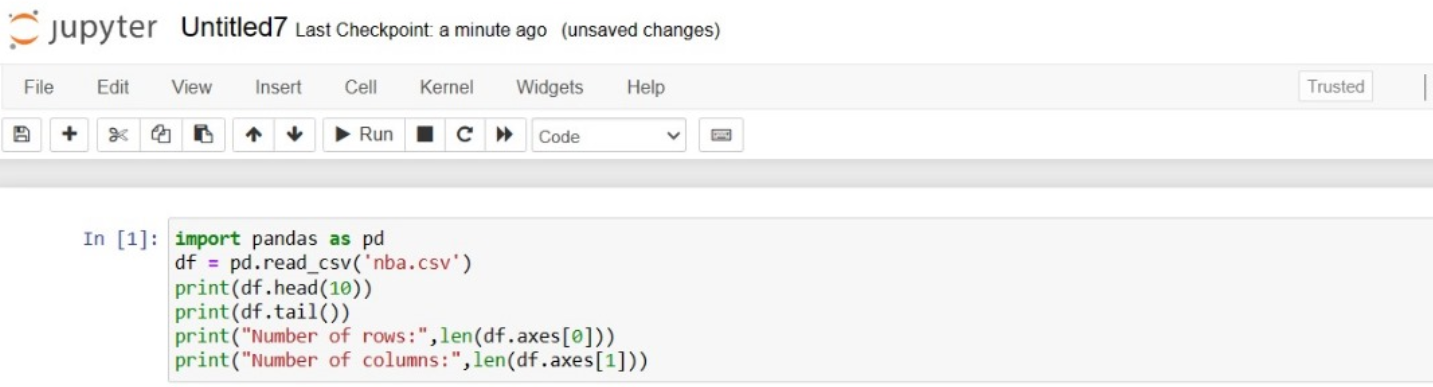 jupyter Untitled7 Last Checkpoint: a minute ago (unsaved changes)
File Edit View Insert Cell Kernel Widgets Help Trusted
Run Code
In [1]: import pandas as pd
df = pd.read_csv('nba.csv')
print(df.head(10))
print(df.tail())
print("Number of rows:",len(df.axes[0]))
print("Number of columns:",len(df.axes[1]))